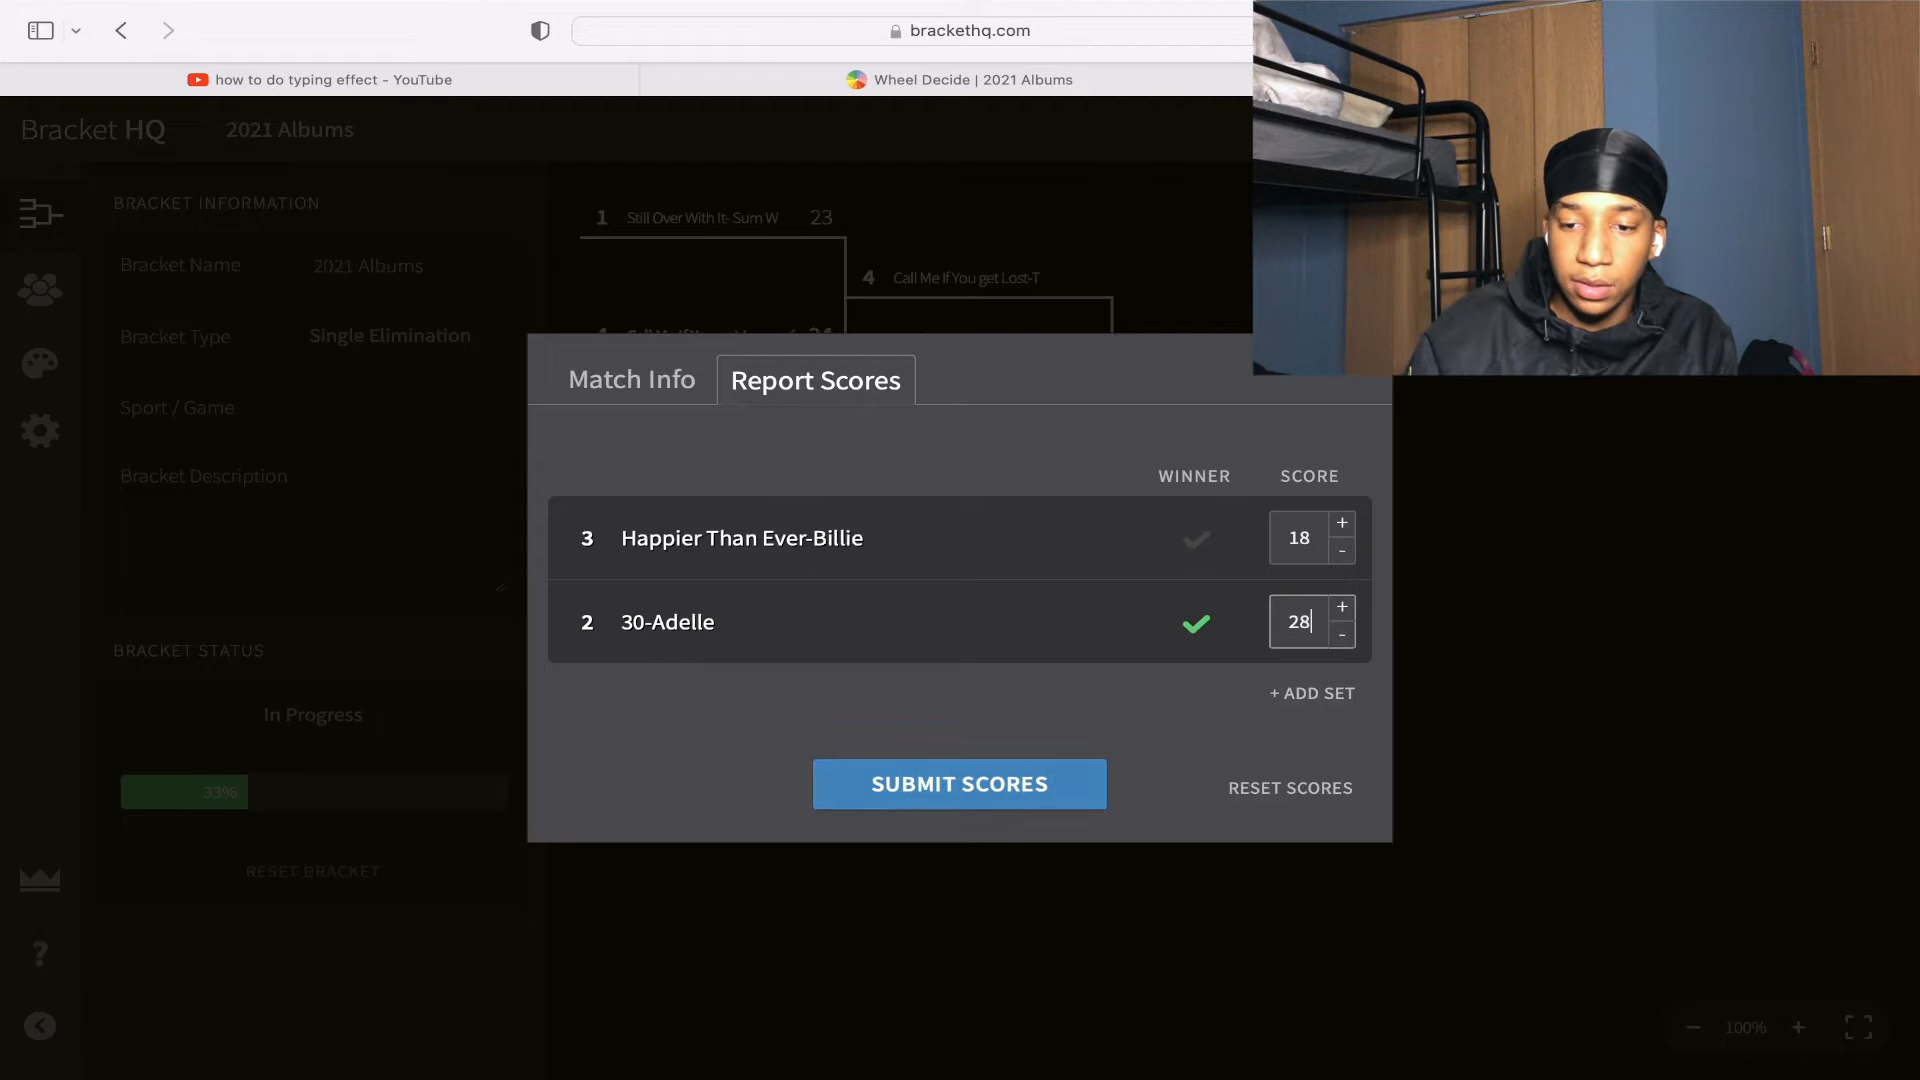 brackethq.com
how to do typing effect - YouTube
Wheel Decide | 2021 Albums
Bracket HQ
2021 Albums
BRACKET INFORMATION
Bracket Name
2021 Albums
Bracket Type
Single Elimination
Sport / Game
Bracket Description
BRACKET STATUS
In Progress
33%
RESET BRACKET
?
1 Still Over With It- Sum W 23
4 Call Me If You get Lost-T
Match Info
Report Scores
WINNER SCORE
3 Happier Than Ever-Billie 18 + -
2 30-Adelle 28 + -
+ ADD SET
SUBMIT SCORES
RESET SCORES
− 100% +